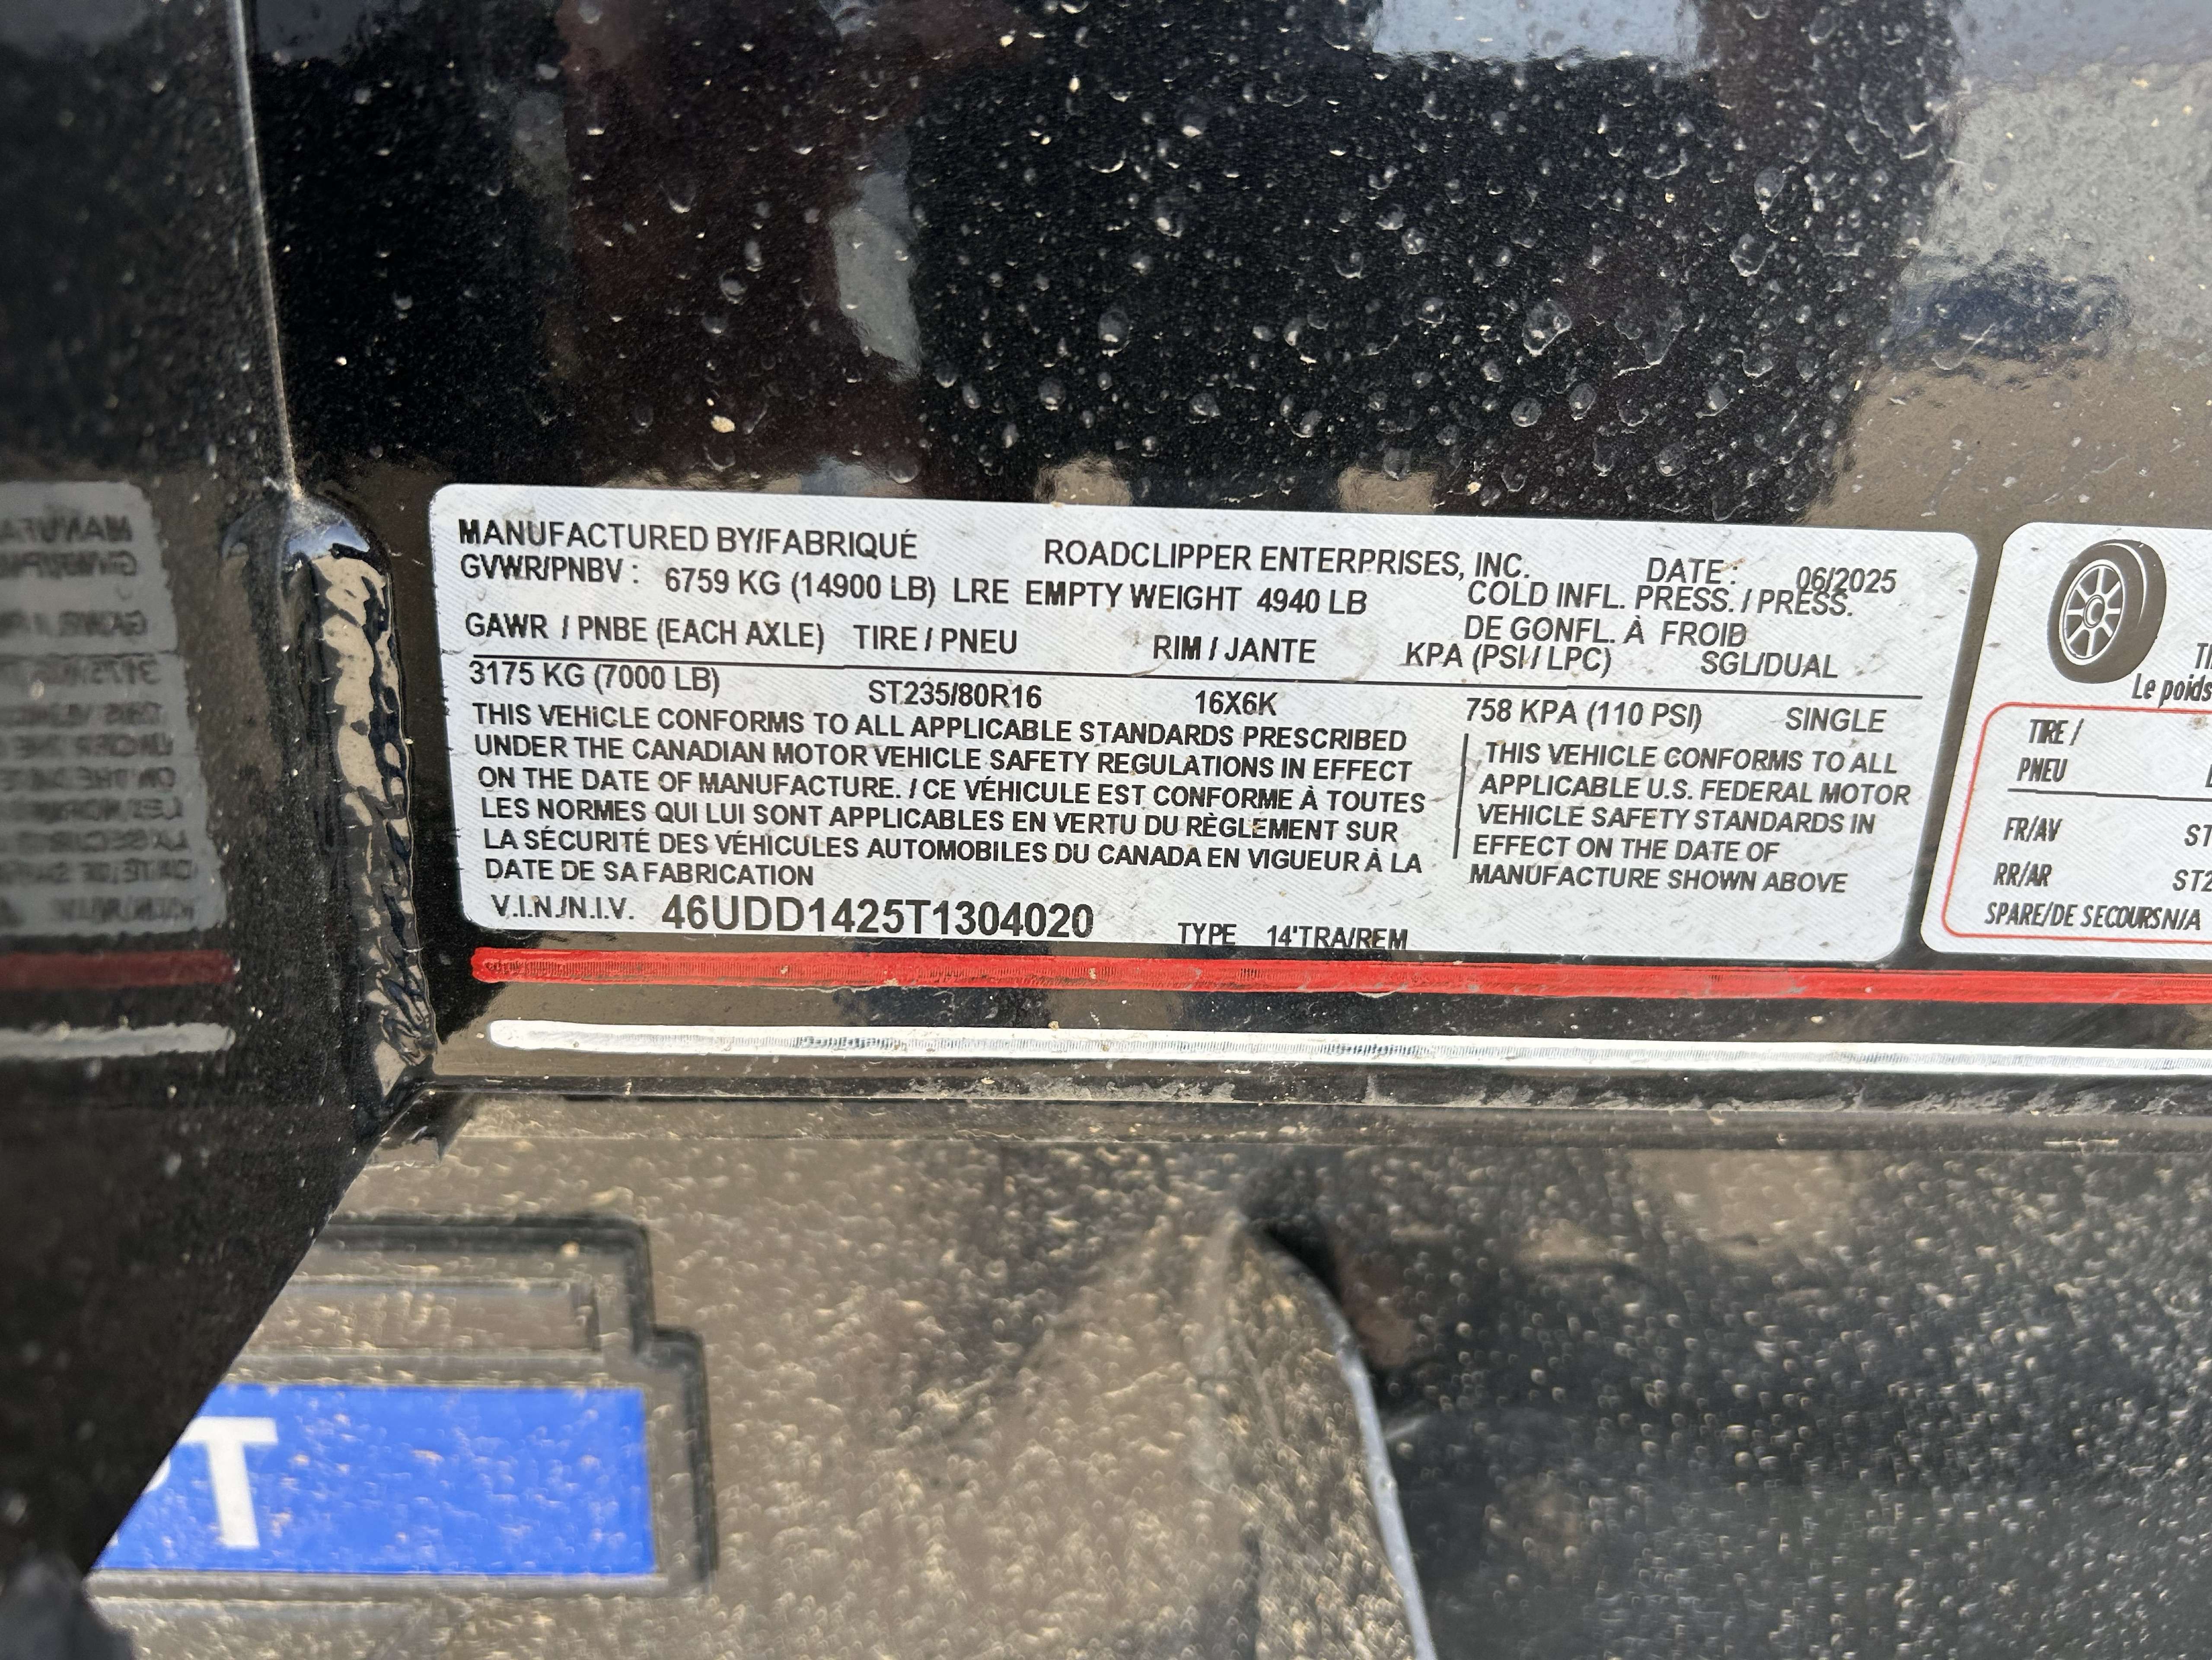 MANUFACTURED BY/FABRIQUÉ ROADCLIPPER ENTERPRISES, INC. DATE: 06/2025
GVWR/PNBV: 6759 KG (14900 LB) LRE EMPTY WEIGHT 4940 LB COLD INFL. PRESS. / PRESS.
DE GONFL. À FROID
GAWR / PNBE (EACH AXLE) TIRE / PNEU RIM / JANTE KPA (PSI / LPC) SGL/DUAL
3175 KG (7000 LB) ST235/80R16 16X6K 758 KPA (110 PSI) SINGLE
THIS VEHICLE CONFORMS TO ALL APPLICABLE STANDARDS PRESCRIBED
UNDER THE CANADIAN MOTOR VEHICLE SAFETY REGULATIONS IN EFFECT
ON THE DATE OF MANUFACTURE. / CE VÉHICULE EST CONFORME À TOUTES
LES NORMES QUI LUI SONT APPLICABLES EN VERTU DU RÈGLEMENT SUR
LA SÉCURITÉ DES VÉHICULES AUTOMOBILES DU CANADA EN VIGUEUR À LA
DATE DE SA FABRICATION
THIS VEHICLE CONFORMS TO ALL
APPLICABLE U.S. FEDERAL MOTOR
VEHICLE SAFETY STANDARDS IN
EFFECT ON THE DATE OF
MANUFACTURE SHOWN ABOVE
V.I.N./N.I.V. 46UDD1425T1304020 TYPE 14'TRA/REM
Le poids
TIRE /
PNEU
FR/AV
RR/AR
SPARE/DE SECOURS N/A